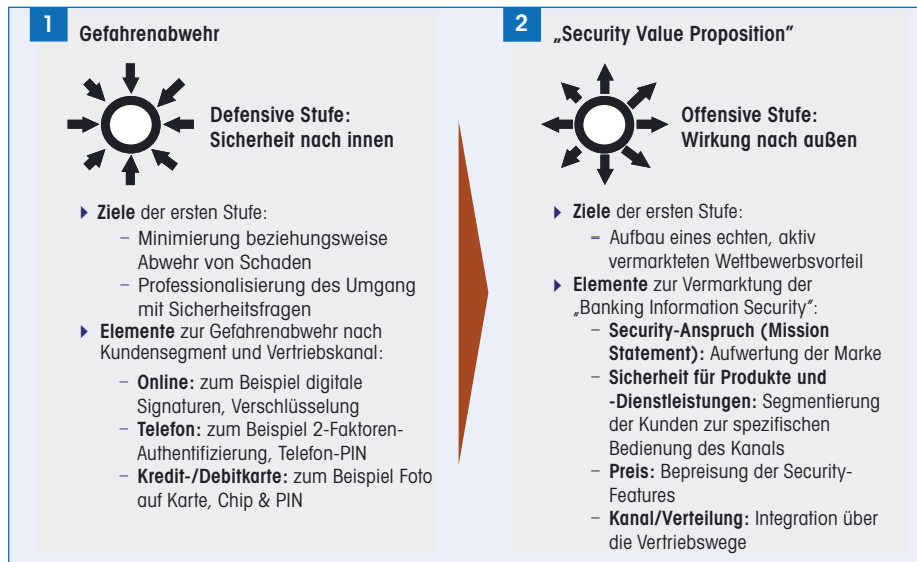 1
Gefahrenabwehr
Defensive Stufe:
Sicherheit nach innen
▸ Ziele der ersten Stufe:
– Minimierung beziehungsweise
Abwehr von Schaden
– Professionalisierung des Umgang
mit Sicherheitsfragen
▸ Elemente zur Gefahrenabwehr nach
Kundensegment und Vertriebskanal:
– Online: zum Beispiel digitale
Signaturen, Verschlüsselung
– Telefon: zum Beispiel 2-Faktoren-
Authentifizierung, Telefon-PIN
– Kredit-/Debitkarte: zum Beispiel Foto
auf Karte, Chip & PIN
2
„Security Value Proposition"
Offensive Stufe:
Wirkung nach außen
▸ Ziele der ersten Stufe:
– Aufbau eines echten, aktiv
vermarkteten Wettbewerbsvorteil
▸ Elemente zur Vermarktung der
„Banking Information Security":
– Security-Anspruch (Mission
Statement): Aufwertung der Marke
– Sicherheit für Produkte und
-Dienstleistungen: Segmentierung
der Kunden zur spezifischen
Bedienung des Kanals
– Preis: Bepreisung der Security-
Features
– Kanal/Verteilung: Integration über
die Vertriebswege